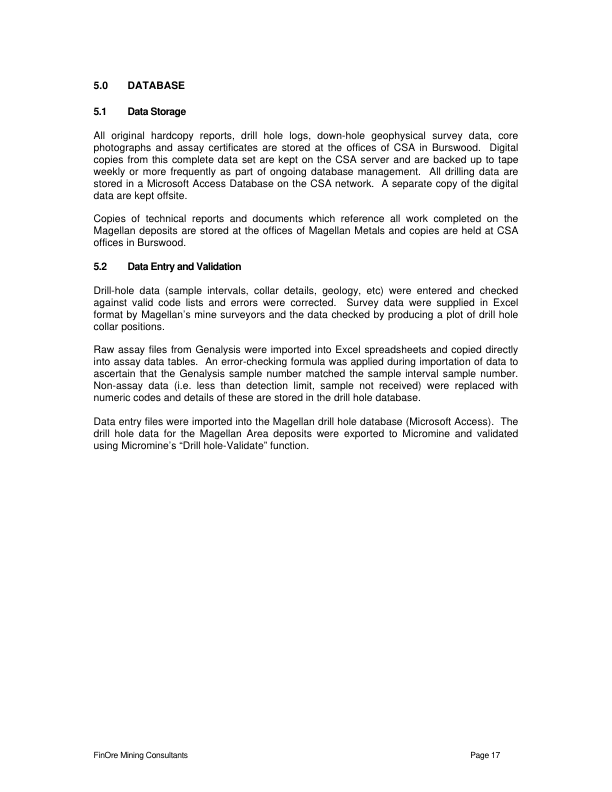 5.0 DATABASE
5.1 Data Storage
All original hardcopy reports, drill hole logs, down-hole geophysical survey data, core
photographs and assay certificates are stored at the offices of CSA in Burswood. Digital
copies from this complete data set are kept on the CSA server and are backed up to tape
weekly or more frequently as part of ongoing database management. All drilling data are
stored in a Microsoft Access Database on the CSA network. A separate copy of the digital
data are kept offsite.
Copies of technical reports and documents which reference all work completed on the
Magellan deposits are stored at the offices of Magellan Metals and copies are held at CSA
offices in Burswood.
5.2 Data Entry and Validation
Drill-hole data (sample intervals, collar details, geology, etc) were entered and checked
against valid code lists and errors were corrected. Survey data were supplied in Excel
format by Magellan's mine surveyors and the data checked by producing a plot of drill hole
collar positions.
Raw assay files from Genalysis were imported into Excel spreadsheets and copied directly
into assay data tables. An error-checking formula was applied during importation of data to
ascertain that the Genalysis sample number matched the sample interval sample number.
Non-assay data (i.e. less than detection limit, sample not received) were replaced with
numeric codes and details of these are stored in the drill hole database.
Data entry files were imported into the Magellan drill hole database (Microsoft Access). The
drill hole data for the Magellan Area deposits were exported to Micromine and validated
using Micromine's “Drill hole-Validate” function.
FinOre Mining Consultants Page 17